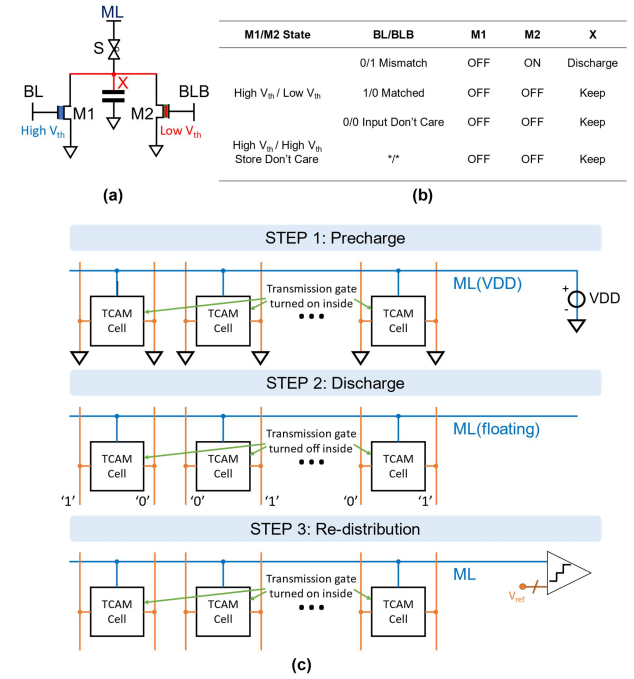 ML
S
X
BL
BLB
M1
M2
High Vth
Low Vth
(a)
M1/M2 State BL/BLB M1 M2 X
0/1 Mismatch OFF ON Discharge
High Vth / Low Vth 1/0 Matched OFF OFF Keep
0/0 Input Don't Care OFF OFF Keep
High Vth / High Vth
Store Don't Care */* OFF OFF Keep
(b)
STEP 1: Precharge
ML(VDD)
Transmission gate
turned on inside
TCAM
Cell
TCAM
Cell
TCAM
Cell
+
-
VDD
STEP 2: Discharge
ML(floating)
Transmission gate
turned off inside
TCAM
Cell
TCAM
Cell
TCAM
Cell
'1' '0' '0' '1' '0' '1'
STEP 3: Re-distribution
ML
Transmission gate
turned on inside
TCAM
Cell
TCAM
Cell
TCAM
Cell
Vref
(c)